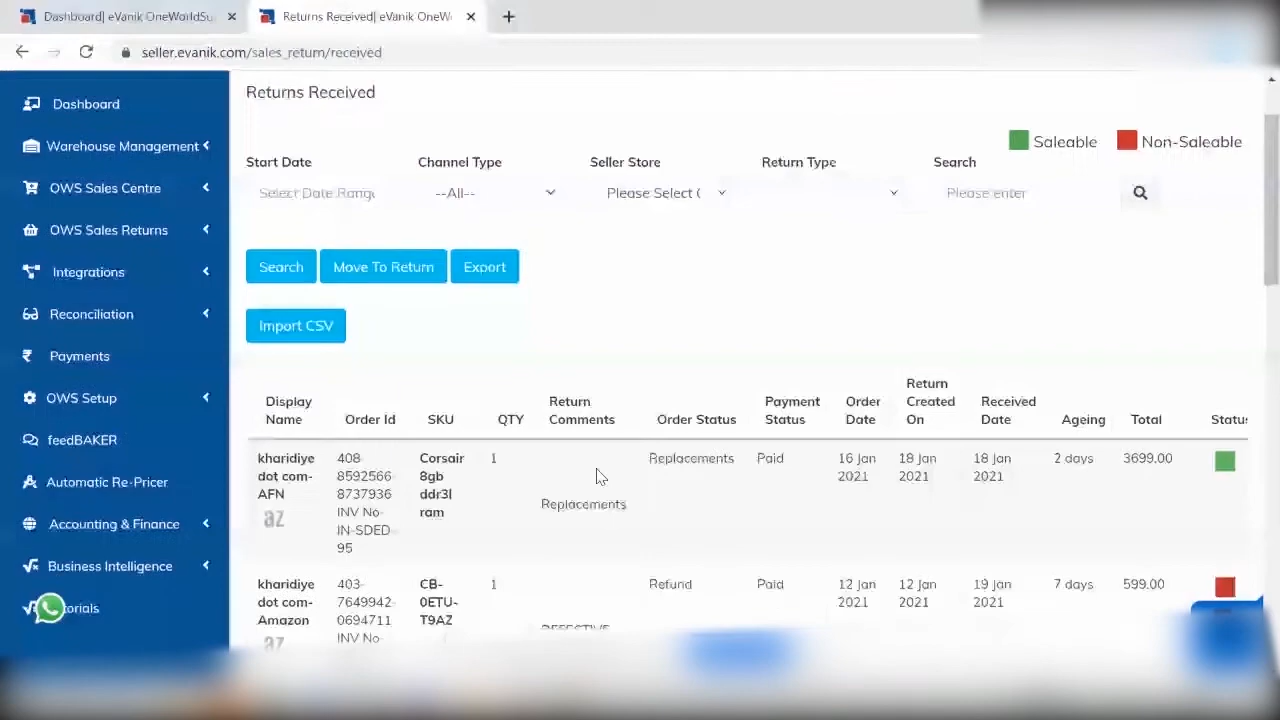 Dashboard| eVanik OneWorldSu
Returns Received| eVanik OneW
seller.evanik.com/sales_return/received
Dashboard
Warehouse Management
OWS Sales Centre
OWS Sales Returns
Integrations
Reconciliation
Payments
OWS Setup
feedBAKER
Automatic Re-Pricer
Accounting & Finance
Business Intelligence
orials
Returns Received
Saleable
Non-Saleable
Start Date
Channel Type
Seller Store
Return Type
Search
Select Date Rang
--All--
Please Select (
Please enter
Search
Move To Return
Export
Import CSV
Display Name
Order Id
SKU
QTY
Return Comments
Order Status
Payment Status
Order Date
Return Created On
Received Date
Ageing
Total
Status
kharidiye dot com-AFN
az
408-8592566-8737936
INV No-IN-SDED-95
Corsair 8gb ddr3l ram
1
Replacements
Replacements
Paid
16 Jan 2021
18 Jan 2021
18 Jan 2021
2 days
3699.00
kharidiye dot com-Amazon
az
403-7649942-0694711
INV No-
CB-0ETU-T9AZ
1
DEFECTIVE
Refund
Paid
12 Jan 2021
12 Jan 2021
19 Jan 2021
7 days
599.00